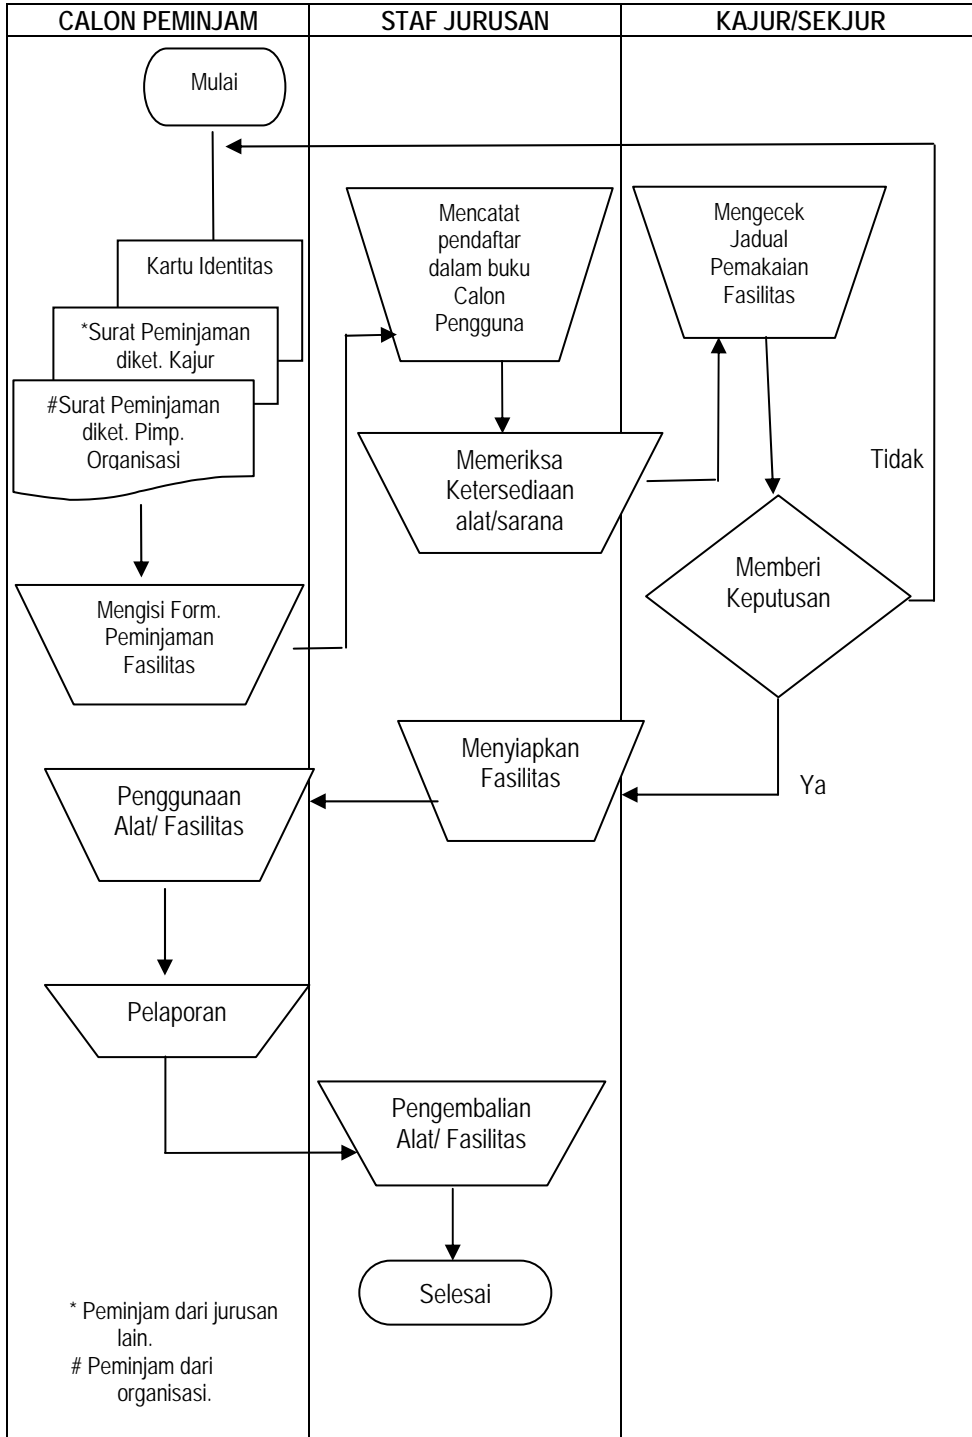 CALON PEMINJAM
STAF JURUSAN
KAJUR/SEKJUR
Mulai
Kartu Identitas
*Surat Peminjaman
diket. Kajur
#Surat Peminjaman
diket. Pimp.
Organisasi
Mengisi Form.
Peminjaman
Fasilitas
Mencatat
pendaftar
dalam buku
Calon
Pengguna
Memeriksa
Ketersediaan
alat/sarana
Mengecek
Jadual
Pemakaian
Fasilitas
Memberi
Keputusan
Tidak
Ya
Menyiapkan
Fasilitas
Penggunaan
Alat/ Fasilitas
Pelaporan
Pengembalian
Alat/ Fasilitas
Selesai
* Peminjam dari jurusan
lain.
# Peminjam dari
organisasi.